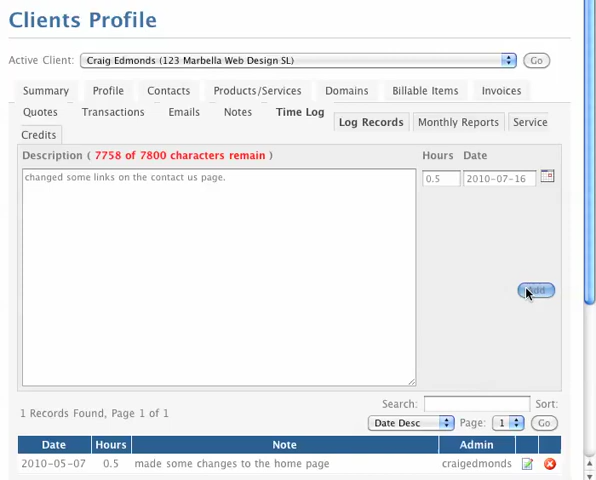 Clients Profile
Active Client: Craig Edmonds (123 Marbella Web Design SL) Go
Summary Profile Contacts Products/Services Domains Billable Items Invoices
Quotes Transactions Emails Notes Time Log Log Records Monthly Reports Service
Credits
Description ( 7758 of 7800 characters remain ) Hours Date
changed some links on the contact us page. 0.5 2010-07-16
Add
Search: Sort:
1 Records Found, Page 1 of 1
Date Desc Page: 1 Go
Date Hours Note Admin
2010-05-07 0.5 made some changes to the home page craigedmonds